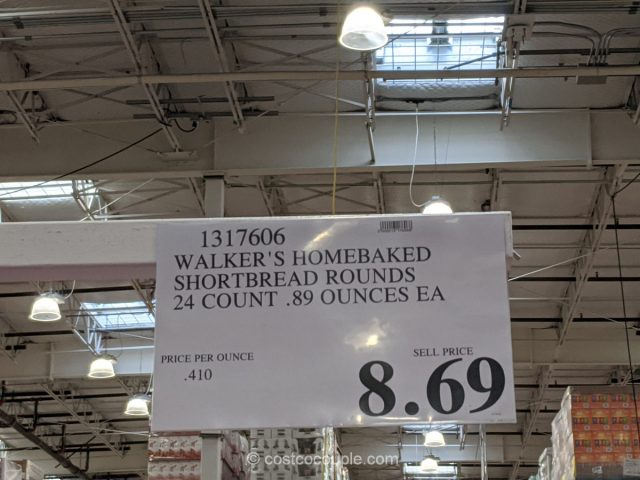 1317606
WALKER'S HOMEBAKED
SHORTBREAD ROUNDS
24 COUNT .89 OUNCES EA
PRICE PER OUNCE
.410
SELL PRICE
8.69
© costcocouple.com